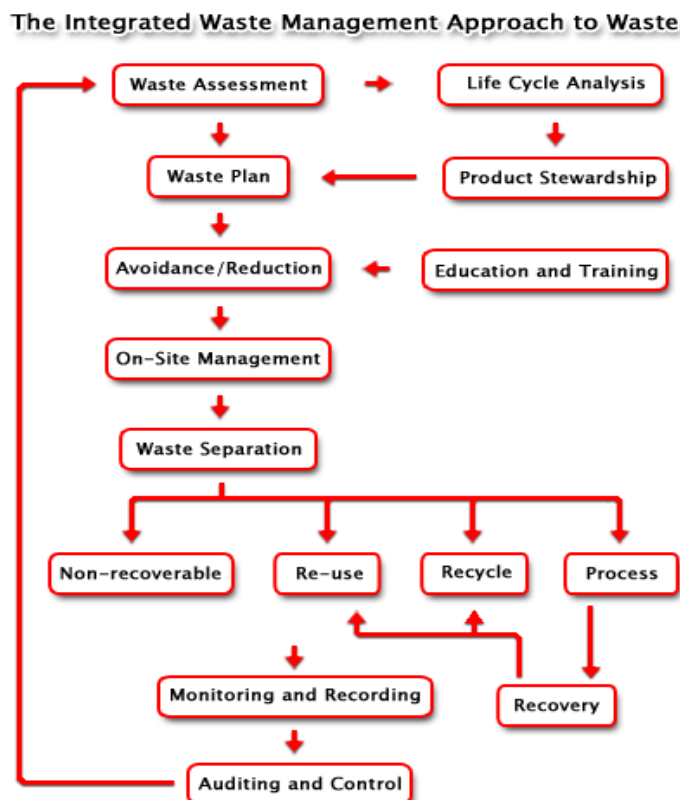 The Integrated Waste Management Approach to Waste
Waste Assessment
Life Cycle Analysis
Waste Plan
Product Stewardship
Avoidance/Reduction
Education and Training
On-Site Management
Waste Separation
Non-recoverable
Re-use
Recycle
Process
Monitoring and Recording
Recovery
Auditing and Control